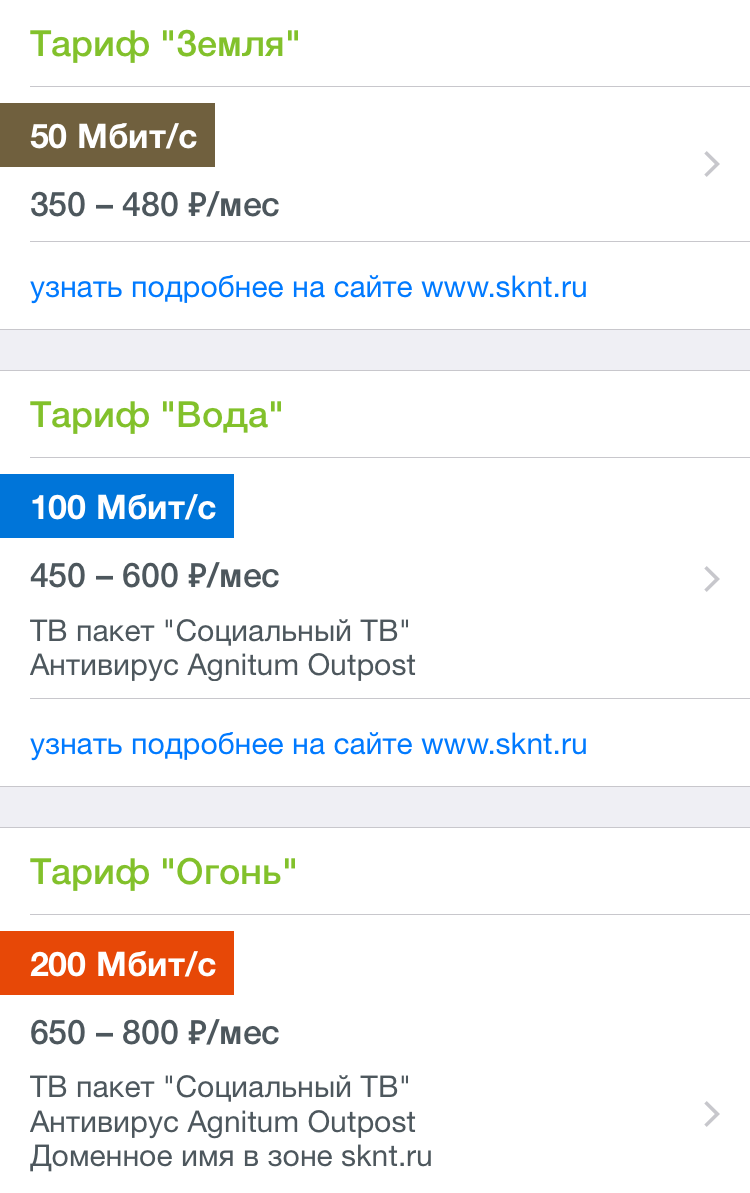 Тариф "Земля"
50 Мбит/с
350 – 480 ₽/мес
узнать подробнее на сайте www.sknt.ru
Тариф "Вода"
100 Мбит/с
450 – 600 ₽/мес
ТВ пакет "Социальный ТВ"
Антивирус Agnitum Outpost
узнать подробнее на сайте www.sknt.ru
Тариф "Огонь"
200 Мбит/с
650 – 800 ₽/мес
ТВ пакет "Социальный ТВ"
Антивирус Agnitum Outpost
Доменное имя в зоне sknt.ru